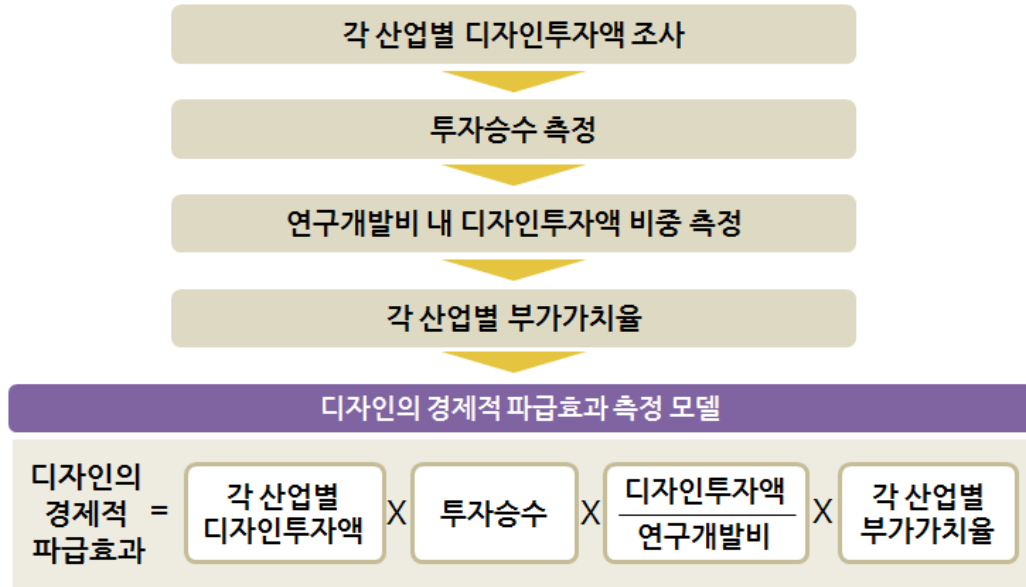 각 산업별 디자인투자액 조사
투자승수 측정
연구개발비 내 디자인투자액 비중 측정
각 산업별 부가가치율
디자인의 경제적 파급효과 측정 모델
디자인의
경제적
파급효과
=
각 산업별
디자인투자액
X
투자승수
X
디자인투자액
연구개발비
X
각 산업별
부가가치율